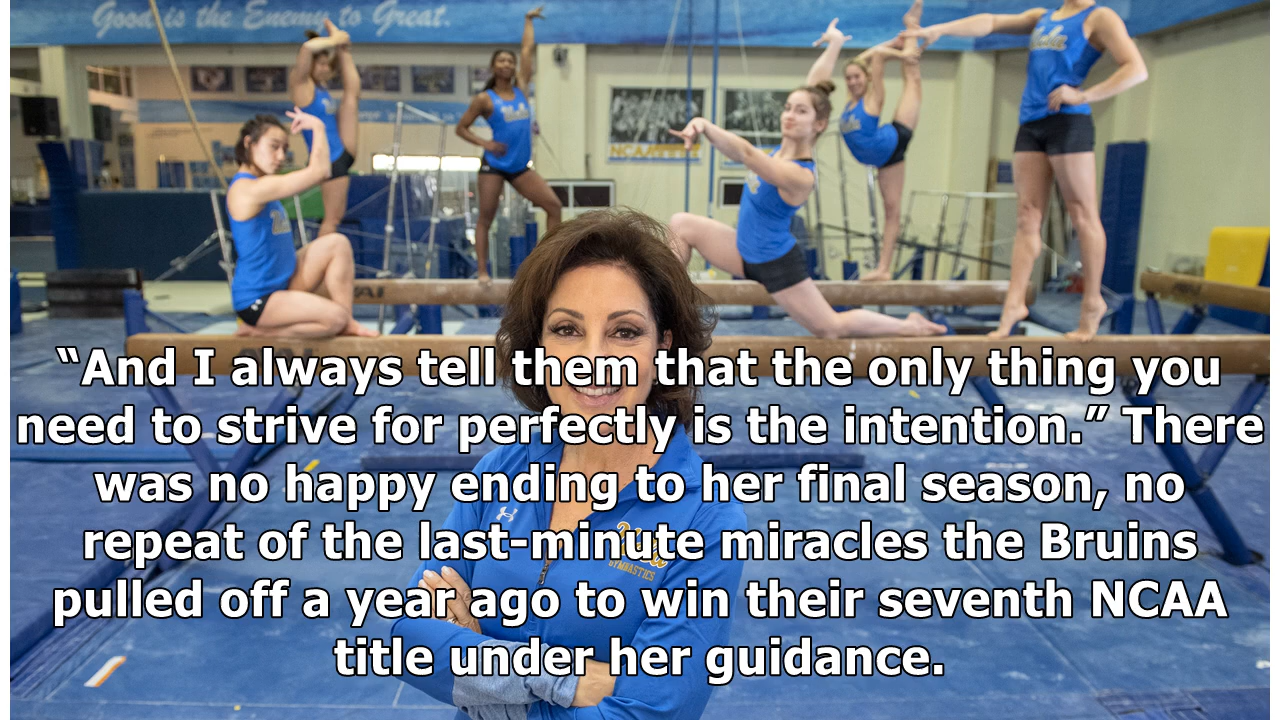 Good is the Enemy to Great.
NCAA
“And I always tell them that the only thing you
need to strive for perfectly is the intention.” There
was no happy ending to her final season, no
repeat of the last-minute miracles the Bruins
pulled off a year ago to win their seventh NCAA
title under her guidance.
GYMNASTICS